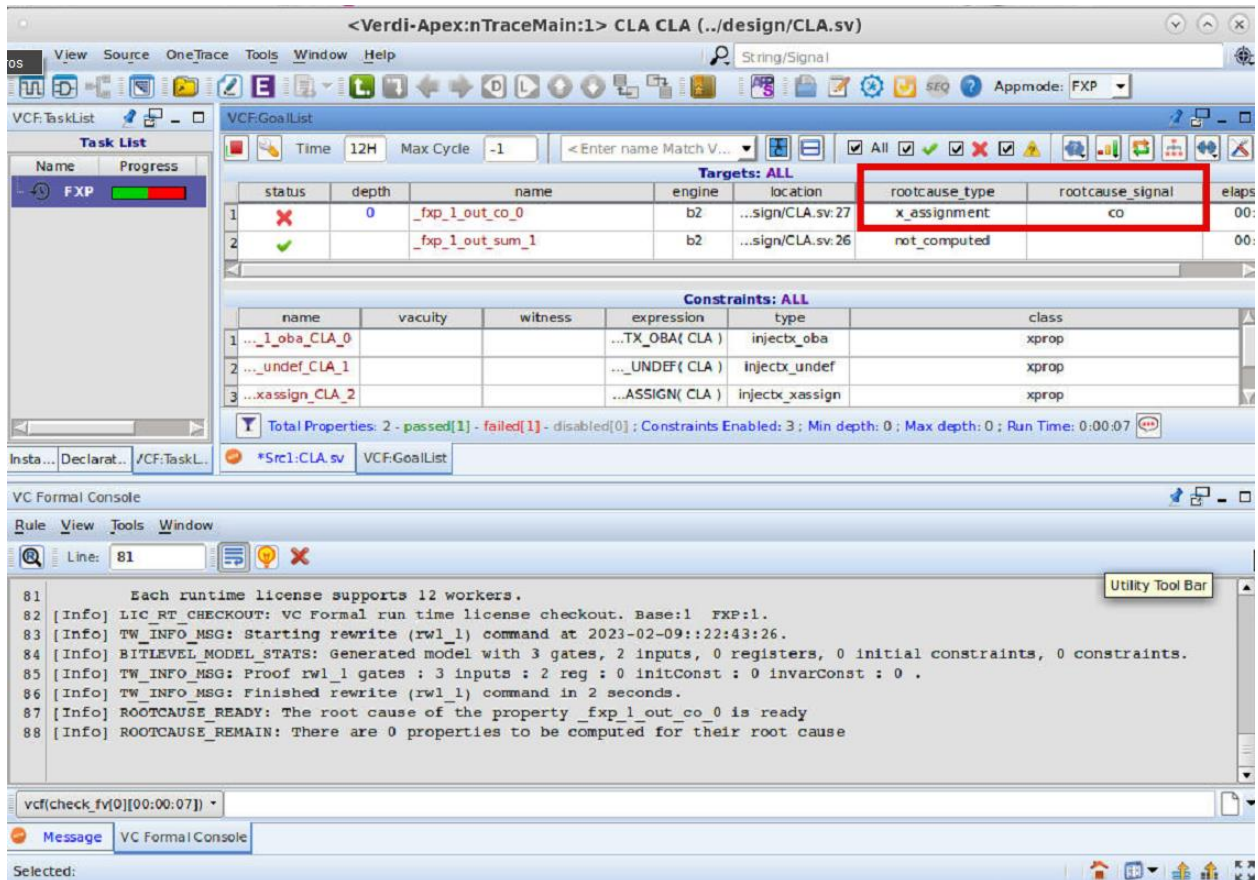 <Verdi-Apex:nTraceMain:1> CLA CLA (../design/CLA.sv)
ros View Source OneTrace Tools Window Help String/Signal
Appmode: FXP
VCF:TaskList
Task List
Name Progress
FXP
Insta... Declarat.. /CF:TaskL..
VCF:GoalList
Time 12H Max Cycle -1 <Enter name Match V... All
Targets: ALL
status depth name engine location rootcause_type rootcause_signal elaps
1 0 _fxp_1_out_co_0 b2 ...sign/CLA.sv:27 x_assignment co 00:
2 _fxp_1_out_sum_1 b2 ...sign/CLA.sv:26 not_computed 00:
Constraints: ALL
name vacuity witness expression type class
1 ..._1_oba_CLA_0 ...TX_OBA( CLA ) injectx_oba xprop
2 ..._undef_CLA_1 ..._UNDEF( CLA ) injectx_undef xprop
3 ...xassign_CLA_2 ...ASSIGN( CLA ) injectx_xassign xprop
Total Properties: 2 - passed[1] - failed[1] - disabled[0] ; Constraints Enabled: 3 ; Min depth: 0 ; Max depth: 0 ; Run Time: 0:00:07
*Src1:CLA.sv VCF:GoalList
VC Formal Console
Rule View Tools Window
Line: 81
Utility Tool Bar
81 Each runtime license supports 12 workers.
82 [Info] LIC_RT_CHECKOUT: VC Formal run time license checkout. Base:1 FXP:1.
83 [Info] TW_INFO_MSG: Starting rewrite (rw1_1) command at 2023-02-09::22:43:26.
84 [Info] BITLEVEL_MODEL_STATS: Generated model with 3 gates, 2 inputs, 0 registers, 0 initial constraints, 0 constraints.
85 [Info] TW_INFO_MSG: Proof rw1_1 gates : 3 inputs : 2 reg : 0 initConst : 0 invarConst : 0 .
86 [Info] TW_INFO_MSG: Finished rewrite (rw1_1) command in 2 seconds.
87 [Info] ROOTCAUSE_READY: The root cause of the property _fxp_1_out_co_0 is ready
88 [Info] ROOTCAUSE_REMAIN: There are 0 properties to be computed for their root cause
vcf(check_fv[0][00:00:07])
Message VC Formal Console
Selected: